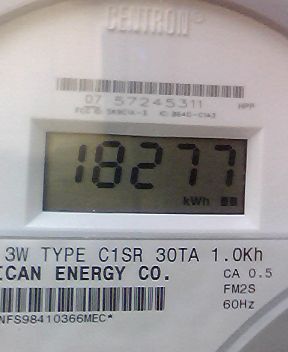 CENTRON®
07 57245311 HPP
18277
kWh
3W TYPE C1SR 30TA 1.0Kh
ICAN ENERGY CO. CA 0.5
FM2S
NFS98410366MEC* 60Hz